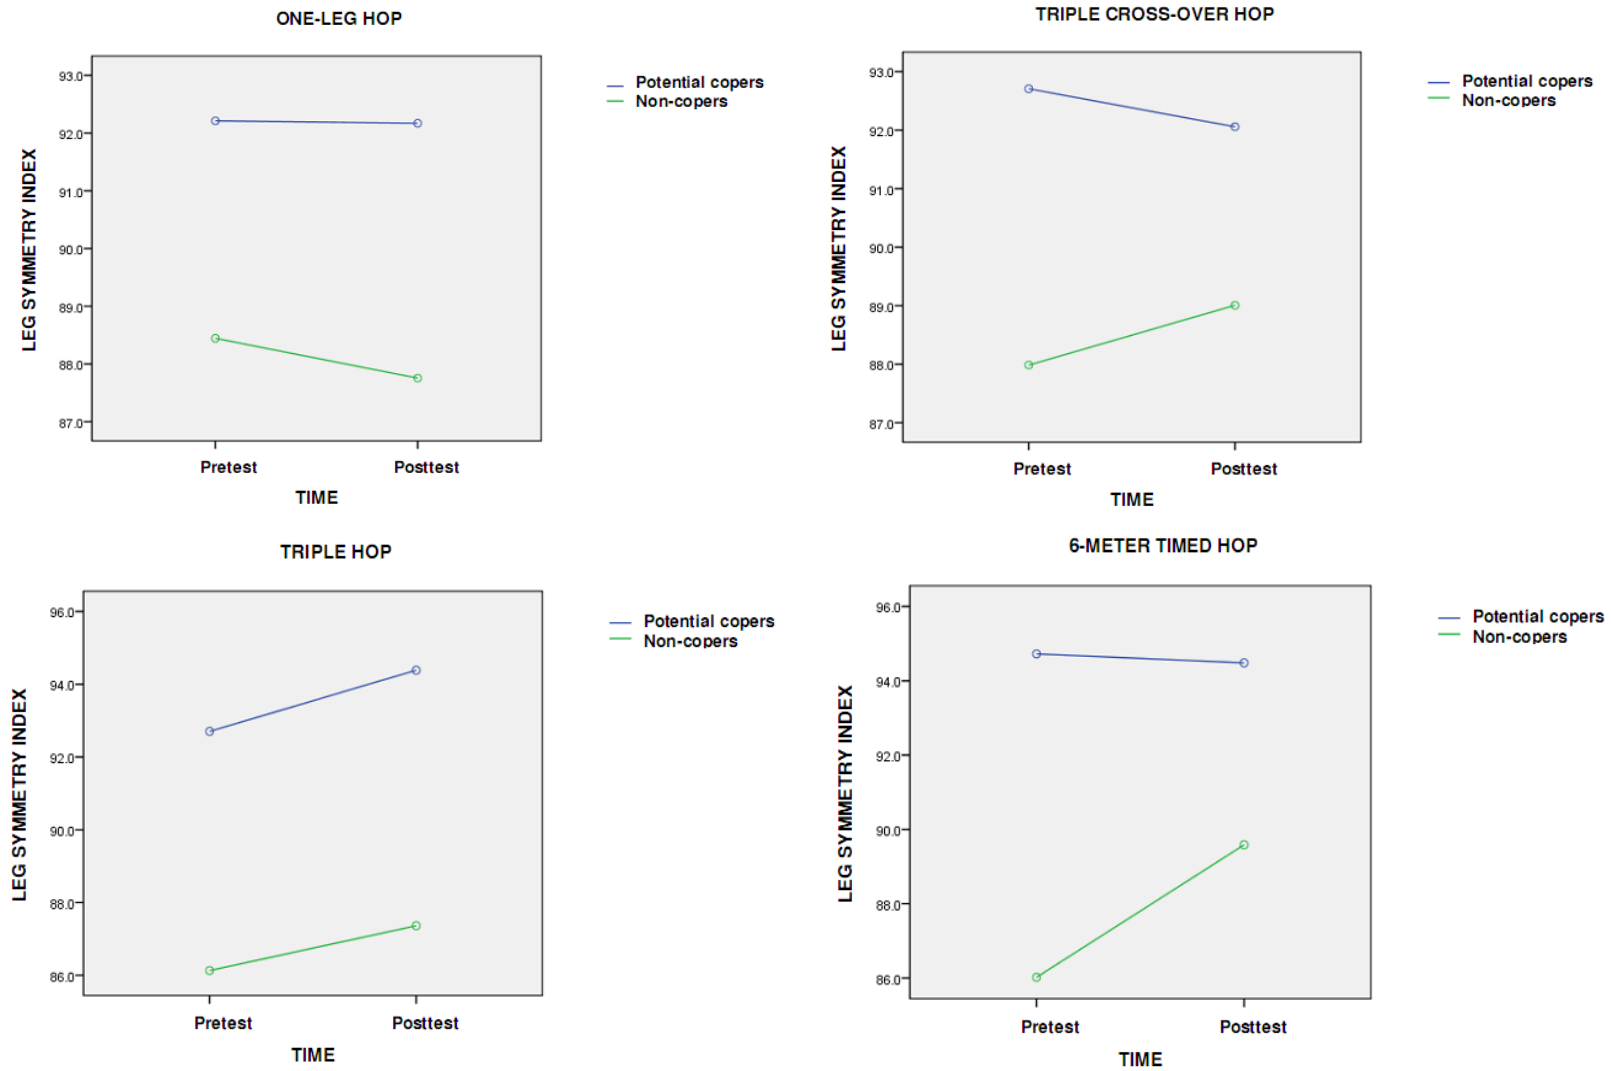 ONE-LEG HOP
LEG SYMMETRY INDEX
93.0
92.0
91.0
90.0
89.0
88.0
87.0
Pretest
Posttest
TIME
Potential copers
Non-copers
TRIPLE CROSS-OVER HOP
LEG SYMMETRY INDEX
93.0
92.0
91.0
90.0
89.0
88.0
87.0
Pretest
Posttest
TIME
Potential copers
Non-copers
TRIPLE HOP
LEG SYMMETRY INDEX
96.0
94.0
92.0
90.0
88.0
86.0
Pretest
Posttest
TIME
Potential copers
Non-copers
6-METER TIMED HOP
LEG SYMMETRY INDEX
96.0
94.0
92.0
90.0
88.0
86.0
Pretest
Posttest
TIME
Potential copers
Non-copers